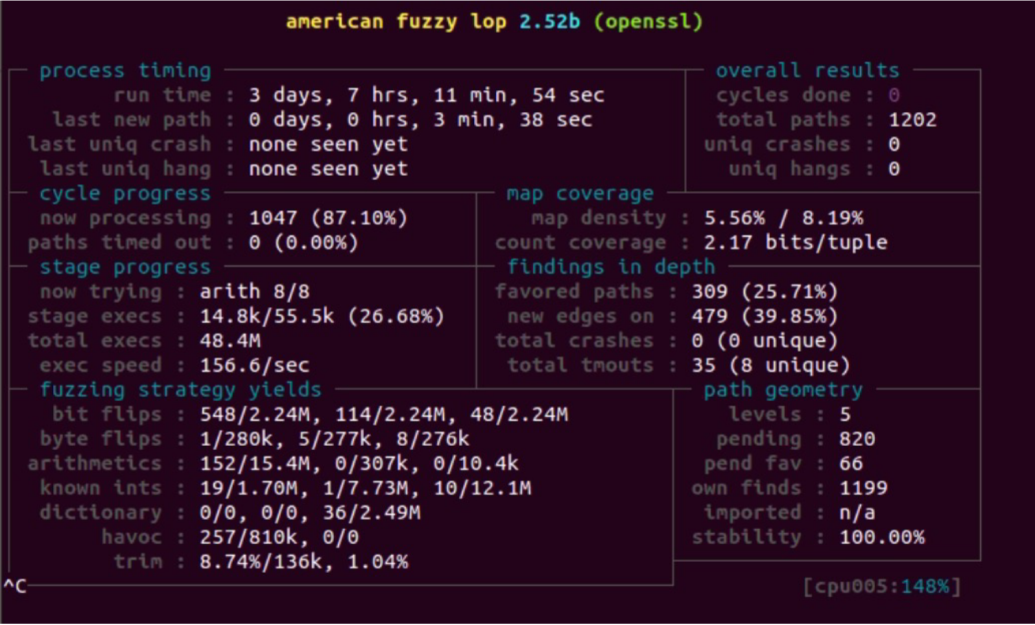 american fuzzy lop 2.52b (openssl)
process timing overall results
run time : 3 days, 7 hrs, 11 min, 54 sec cycles done : 0
last new path : 0 days, 0 hrs, 3 min, 38 sec total paths : 1202
last uniq crash : none seen yet uniq crashes : 0
last uniq hang : none seen yet uniq hangs : 0
cycle progress map coverage
now processing : 1047 (87.10%) map density : 5.56% / 8.19%
paths timed out : 0 (0.00%) count coverage : 2.17 bits/tuple
stage progress findings in depth
now trying : arith 8/8 favored paths : 309 (25.71%)
stage execs : 14.8k/55.5k (26.68%) new edges on : 479 (39.85%)
total execs : 48.4M total crashes : 0 (0 unique)
exec speed : 156.6/sec total tmouts : 35 (8 unique)
fuzzing strategy yields path geometry
bit flips : 548/2.24M, 114/2.24M, 48/2.24M levels : 5
byte flips : 1/280k, 5/277k, 8/276k pending : 820
arithmetics : 152/15.4M, 0/307k, 0/10.4k pend fav : 66
known ints : 19/1.70M, 1/7.73M, 10/12.1M own finds : 1199
dictionary : 0/0, 0/0, 36/2.49M imported : n/a
havoc : 257/810k, 0/0 stability : 100.00%
trim : 8.74%/136k, 1.04%
^C [cpu005:148%]